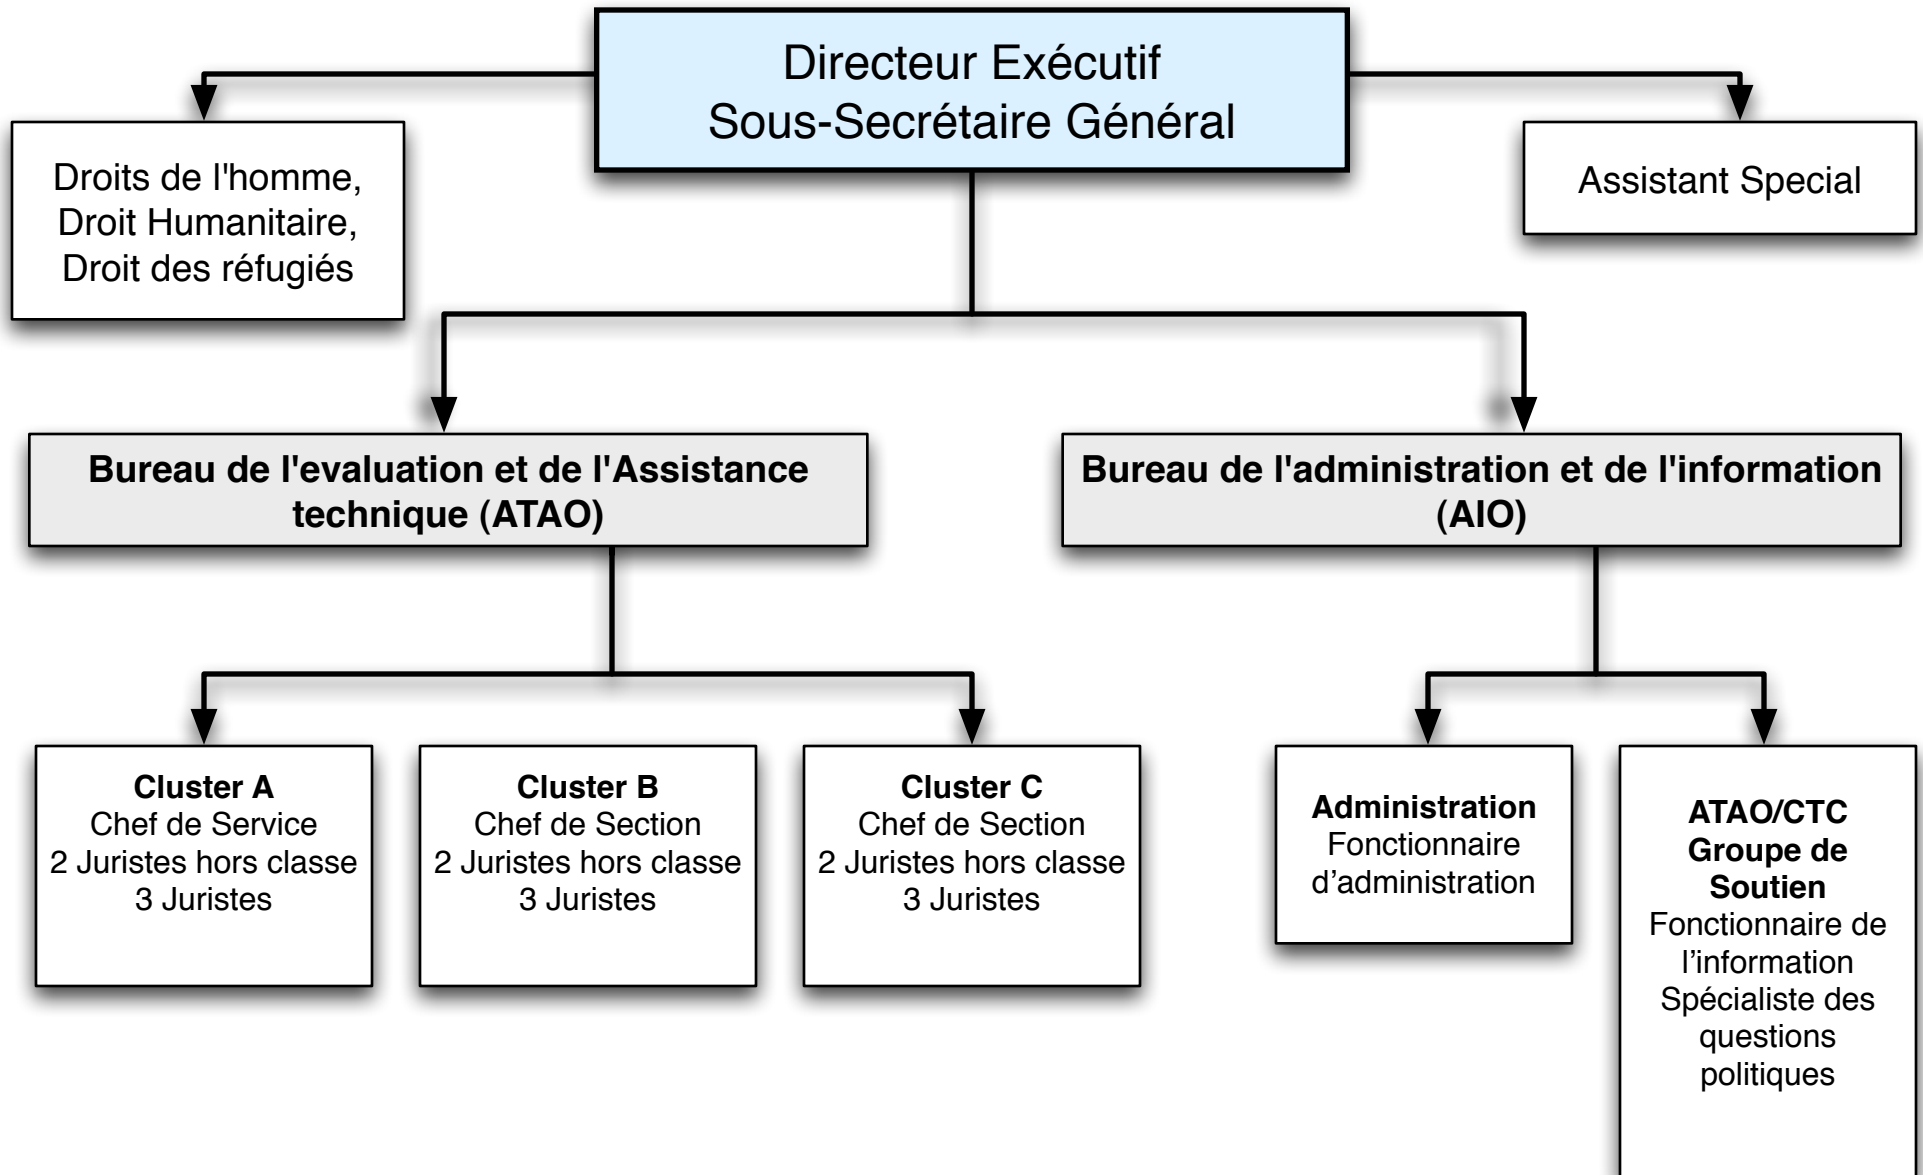 Directeur Exécutif
Sous-Secrétaire Général
Droits de l'homme,
Droit Humanitaire,
Droit des réfugiés
Assistant Special
Bureau de l'evaluation et de l'Assistance
technique (ATAO)
Bureau de l'administration et de l'information
(AIO)
Cluster A
Chef de Service
2 Juristes hors classe
3 Juristes
Cluster B
Chef de Section
2 Juristes hors classe
3 Juristes
Cluster C
Chef de Section
2 Juristes hors classe
3 Juristes
Administration
Fonctionnaire
d’administration
ATAO/CTC
Groupe de
Soutien
Fonctionnaire de
l’information
Spécialiste des
questions
politiques